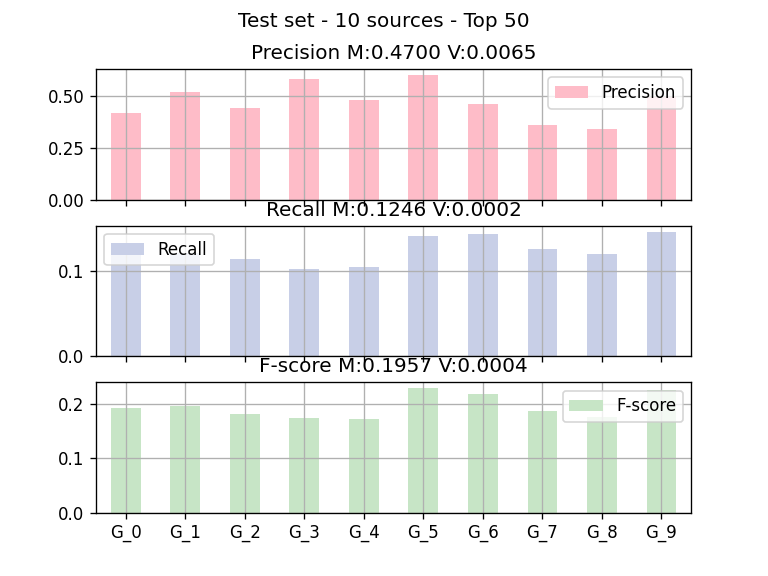 Test set - 10 sources - Top 50
Precision M:0.4700 V:0.0065
0.50
0.25
0.00
Precision
Recall M:0.1246 V:0.0002
0.1
0.0
Recall
F-score M:0.1957 V:0.0004
0.2
0.1
0.0
F-score
G_0 G_1 G_2 G_3 G_4 G_5 G_6 G_7 G_8 G_9